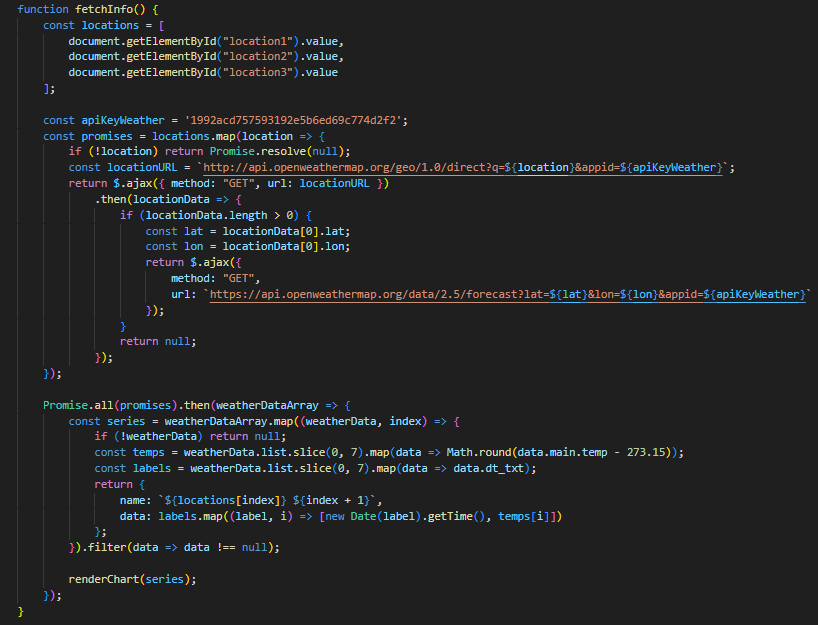 function fetchInfo() {
    const locations = [
        document.getElementById("location1").value,
        document.getElementById("location2").value,
        document.getElementById("location3").value
    ];

    const apiKeyWeather = '1992acd757593192e5b6ed69c774d2f2';
    const promises = locations.map(location => {
        if (!location) return Promise.resolve(null);
        const locationURL = `http://api.openweathermap.org/geo/1.0/direct?q=${location}&appid=${apiKeyWeather}`;
        return $.ajax({ method: "GET", url: locationURL })
            .then(locationData => {
                if (locationData.length > 0) {
                    const lat = locationData[0].lat;
                    const lon = locationData[0].lon;
                    return $.ajax({
                        method: "GET",
                        url: `https://api.openweathermap.org/data/2.5/forecast?lat=${lat}&lon=${lon}&appid=${apiKeyWeather}`
                    });
                }
                return null;
            });
    });

    Promise.all(promises).then(weatherDataArray => {
        const series = weatherDataArray.map((weatherData, index) => {
            if (!weatherData) return null;
            const temps = weatherData.list.slice(0, 7).map(data => Math.round(data.main.temp - 273.15));
            const labels = weatherData.list.slice(0, 7).map(data => data.dt_txt);
            return {
                name: `${locations[index]} ${index + 1}`,
                data: labels.map((label, i) => [new Date(label).getTime(), temps[i]])
            };
        }).filter(data => data !== null);

        renderChart(series);
    });
}